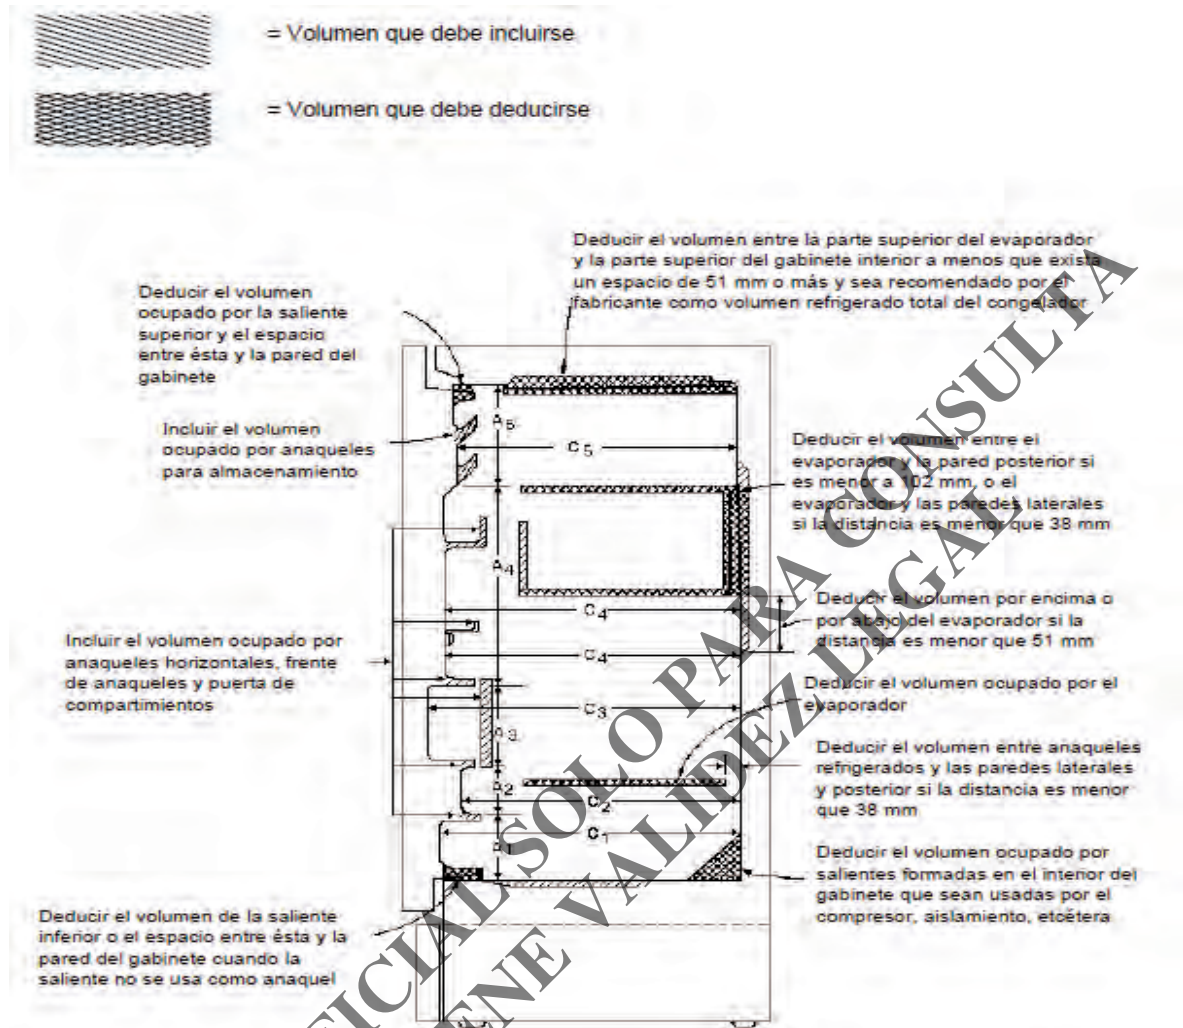 = Volumen que debe incluirse
= Volumen que debe deducirse
Deducir el volumen entre la parte superior del evaporador
y la parte superior del gabinete interior a menos que exista
un espacio de 51 mm o más y sea recomendado por el
fabricante como volumen refrigerado total del congelador
Deducir el volumen
ocupado por la saliente
superior y el espacio
entre ésta y la pared del
gabinete
Incluir el volumen
ocupado por anaqueles
para almacenamiento
Deducir el volumen entre el
evaporador y la pared posterior si
es menor a 102 mm, o el
evaporador y las paredes laterales
si la distancia es menor que 38 mm
Deducir el volumen por encima o
por abajo del evaporador si la
distancia es menor que 51 mm
Incluir el volumen ocupado por
anaqueles horizontales, frente
de anaqueles y puerta de
compartimientos
Deducir el volumen ocupado por el
evaporador
Deducir el volumen entre anaqueles
refrigerados y las paredes laterales
y posterior si la distancia es menor
que 38 mm
Deducir el volumen ocupado por
salientes formadas en el interior del
gabinete que sean usadas por el
compresor, aislamiento, etcétera
Deducir el volumen de la saliente
inferior o el espacio entre ésta y la
pared del gabinete cuando la
saliente no se usa como anaquel
A5
C5
A4
C4
C4
C3
A3
A2
C2
C1
FICIAL SOLO PARA CONSULTA
ENE VALIDEZ LEGAL